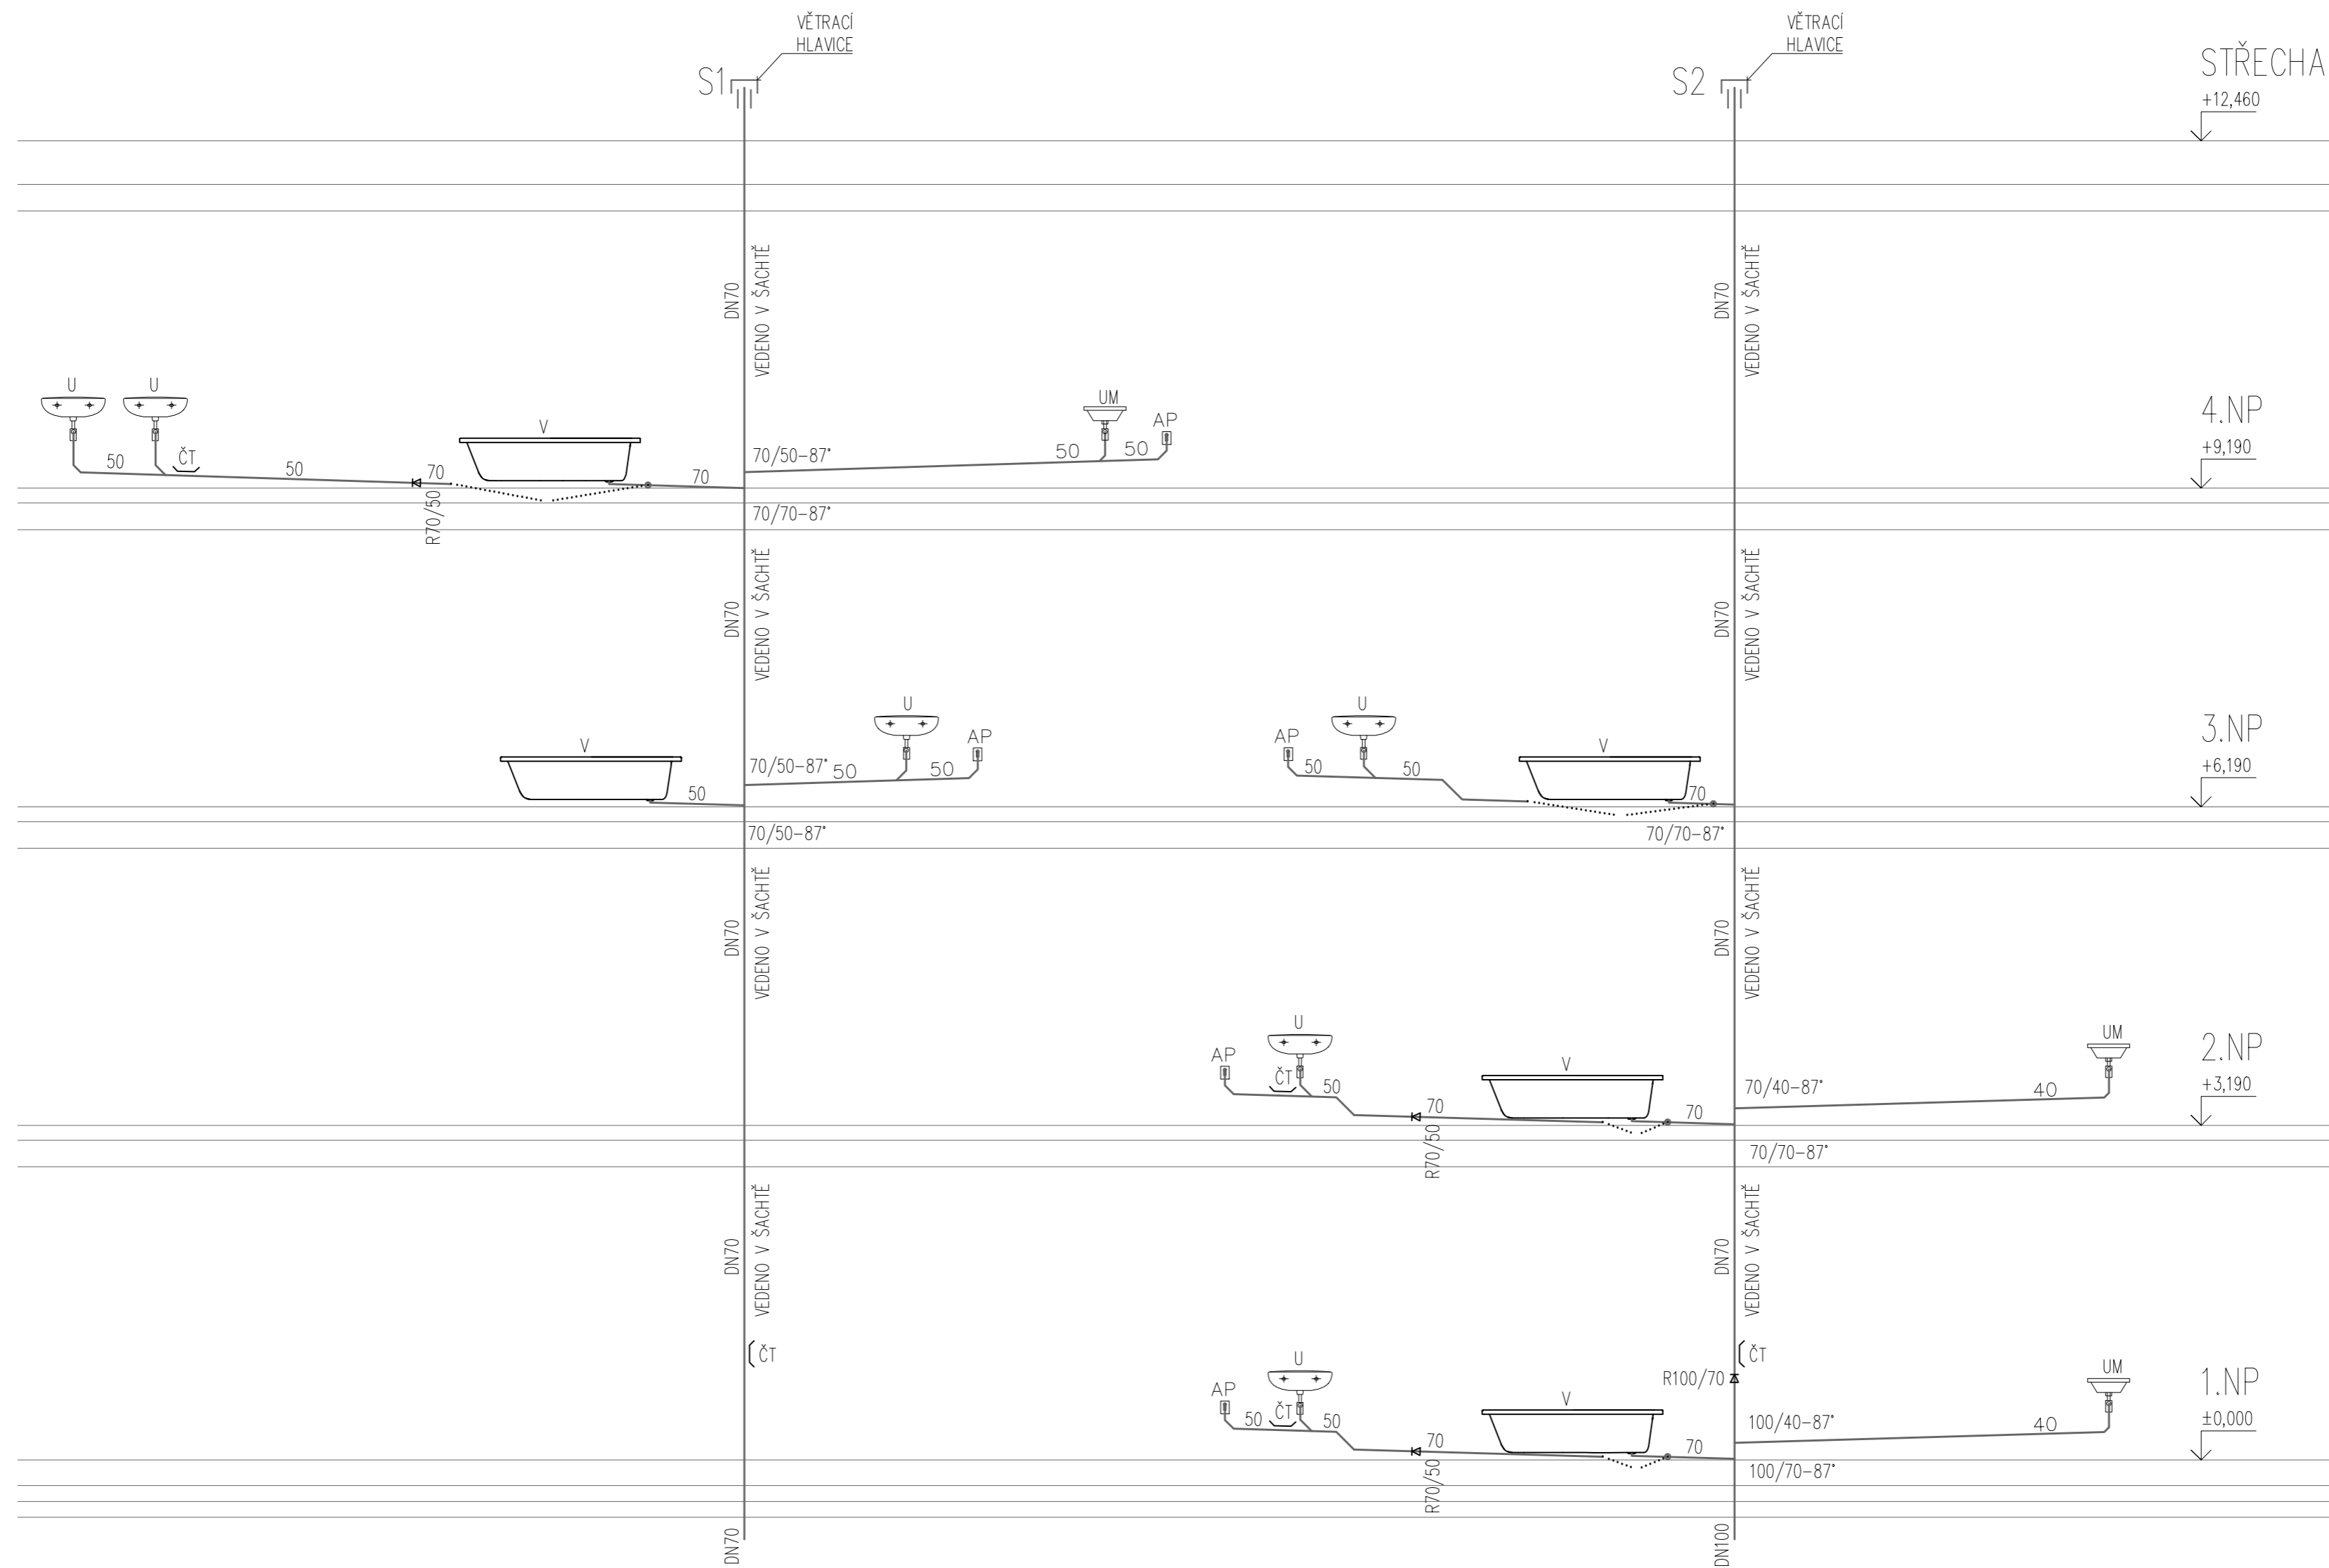 VĚTRACÍ
HLAVICE
VĚTRACÍ
HLAVICE
S1
S2
STŘECHA
+12,460
DN70
VEDENO V ŠACHTĚ
DN70
VEDENO V ŠACHTĚ
U
U
V
UM
AP
4.NP
+9,190
50
ČT
50
70
R70/50
70
70/50-87°
50
50
70/70-87°
DN70
VEDENO V ŠACHTĚ
DN70
VEDENO V ŠACHTĚ
V
U
AP
AP
U
V
3.NP
+6,190
50
70/50-87°
50
50
50
50
70
70/50-87°
70/70-87°
DN70
VEDENO V ŠACHTĚ
DN70
VEDENO V ŠACHTĚ
AP
U
ČT
50
V
UM
2.NP
+3,190
70
R70/50
70
70/40-87°
40
70/70-87°
DN70
VEDENO V ŠACHTĚ
DN70
VEDENO V ŠACHTĚ
ČT
ČT
R100/70
AP
U
V
UM
1.NP
±0,000
50
ČT
50
70
R70/50
70
100/40-87°
40
100/70-87°
DN70
DN100